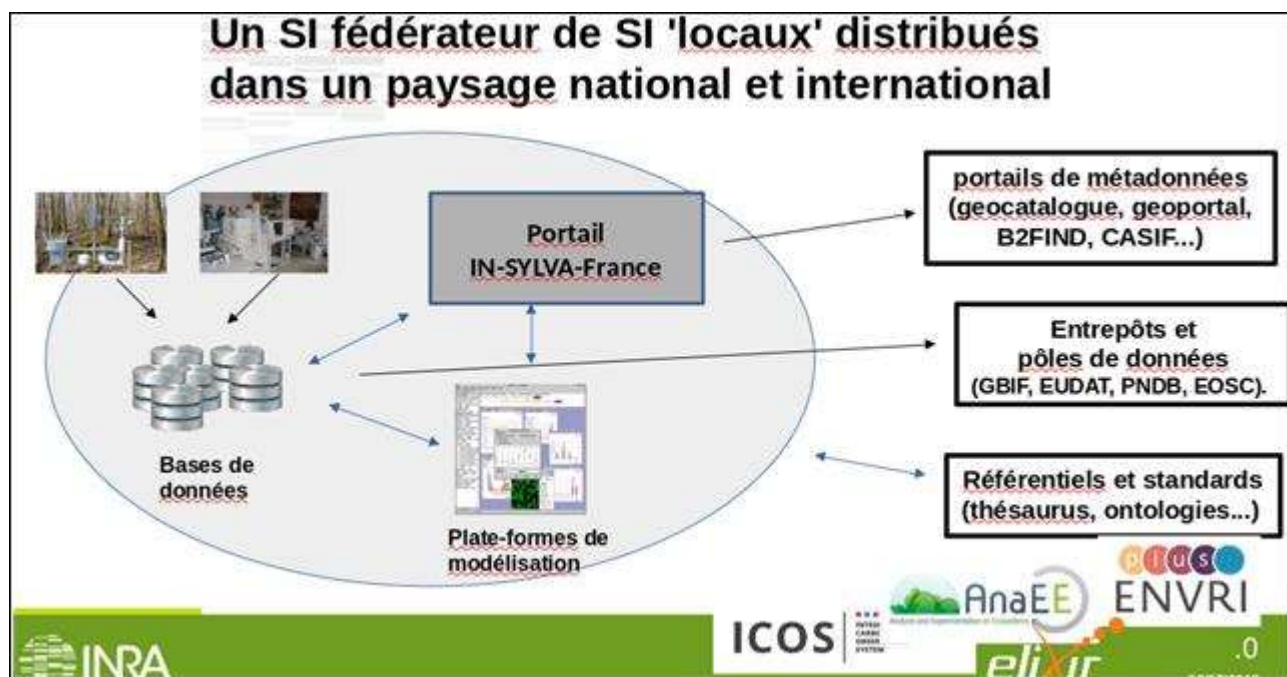 Un SI fédérateur de SI 'locaux' distribués
dans un paysage national et international
Portail
IN-SYLVA-France
Bases de
données
Plate-formes de
modélisation
portails de métadonnées
(geocatalogue, geoportal,
B2FIND, CASIF...)
Entrepôts et
pôles de données
(GBIF, EUDAT, PNDB, EOSC).
Référentiels et standards
(thésaurus, ontologies...)
INRA
ICOS
AnaEE
plus
ENVRI
elixir
.0